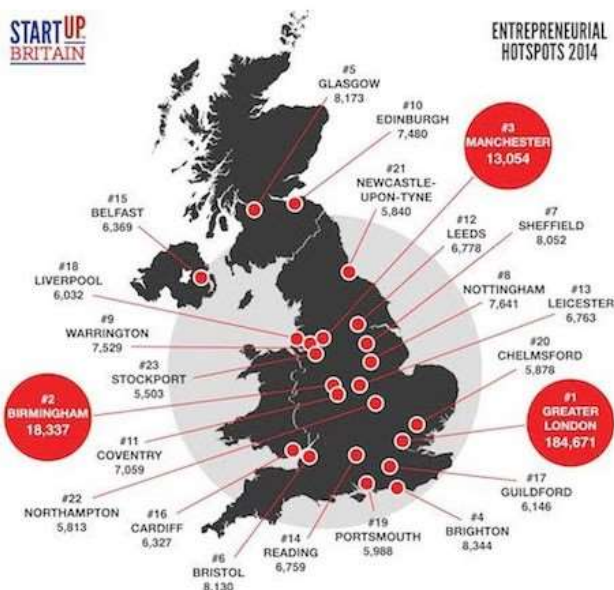 STARTUP.
BRITAIN
ENTREPRENEURIAL
HOTSPOTS 2014
#5
GLASGOW
8,173
#10
EDINBURGH
7,480
#3
MANCHESTER
13,054
#21
NEWCASTLE-
UPON-TYNE
5,840
#15
BELFAST
6,369
#12
LEEDS
6,778
#7
SHEFFIELD
8,052
#18
LIVERPOOL
6,032
#8
NOTTINGHAM
7,641
#13
LEICESTER
6,763
#9
WARRINGTON
7,529
#20
CHELMSFORD
5,878
#23
STOCKPORT
5,503
#2
BIRMINGHAM
18,337
#1
GREATER
LONDON
184,671
#11
COVENTRY
7,059
#22
NORTHAMPTON
5,813
#16
CARDIFF
6,327
#6
BRISTOL
8,130
#14
READING
6,759
#19
PORTSMOUTH
5,988
#4
BRIGHTON
8,344
#17
GUILDFORD
6,146